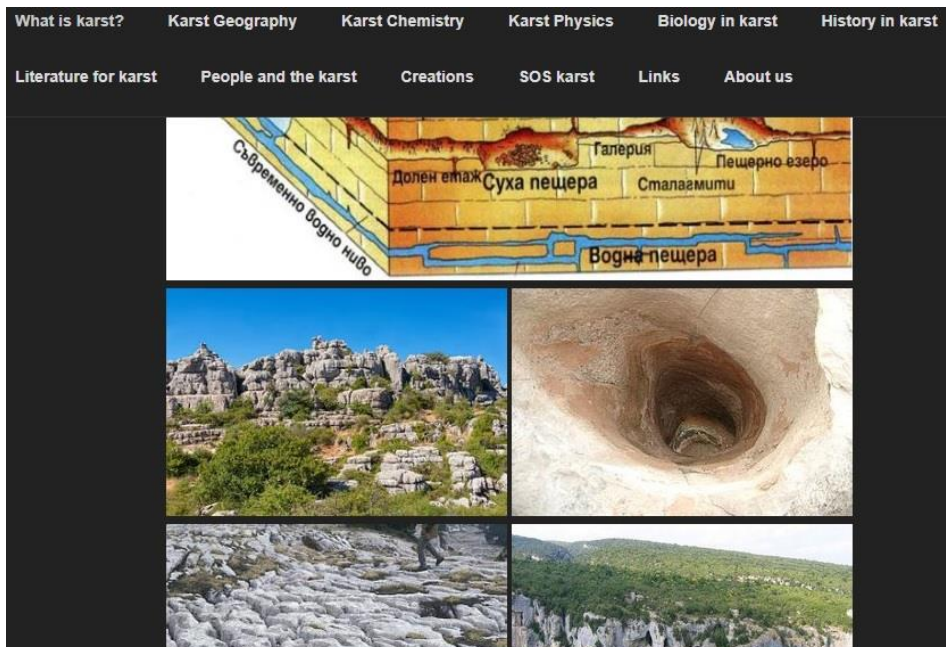 What is karst? Karst Geography Karst Chemistry Karst Physics Biology in karst History in karst
Literature for karst People and the karst Creations SOS karst Links About us
Съвременно водно ниво
Долен етаж
Суха пещера
Галерия
Сталагмити
Пещерно езеро
Водна пещера